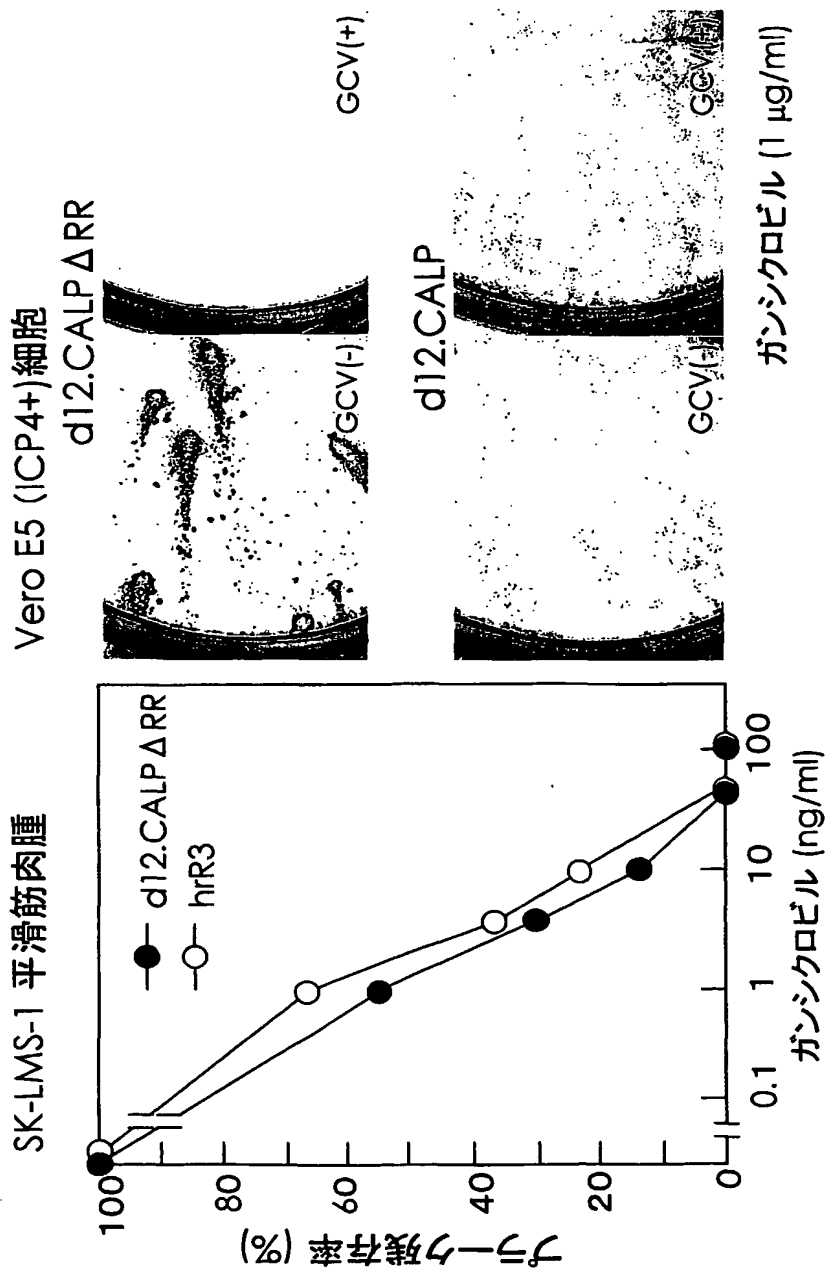 SK-LMS-1 平滑筋肉腫
d12.CALPΔRR
hrR3
プラーク残存率 (%)
100
80
60
40
20
0
0.1
1
10
100
ガンシクロビル (ng/ml)
Vero E5 (ICP4+)細胞
d12.CALPΔRR
GCV(-)
GCV(+)
d12.CALP
GCV(-)
GCV(+)
ガンシクロビル (1 μg/ml)